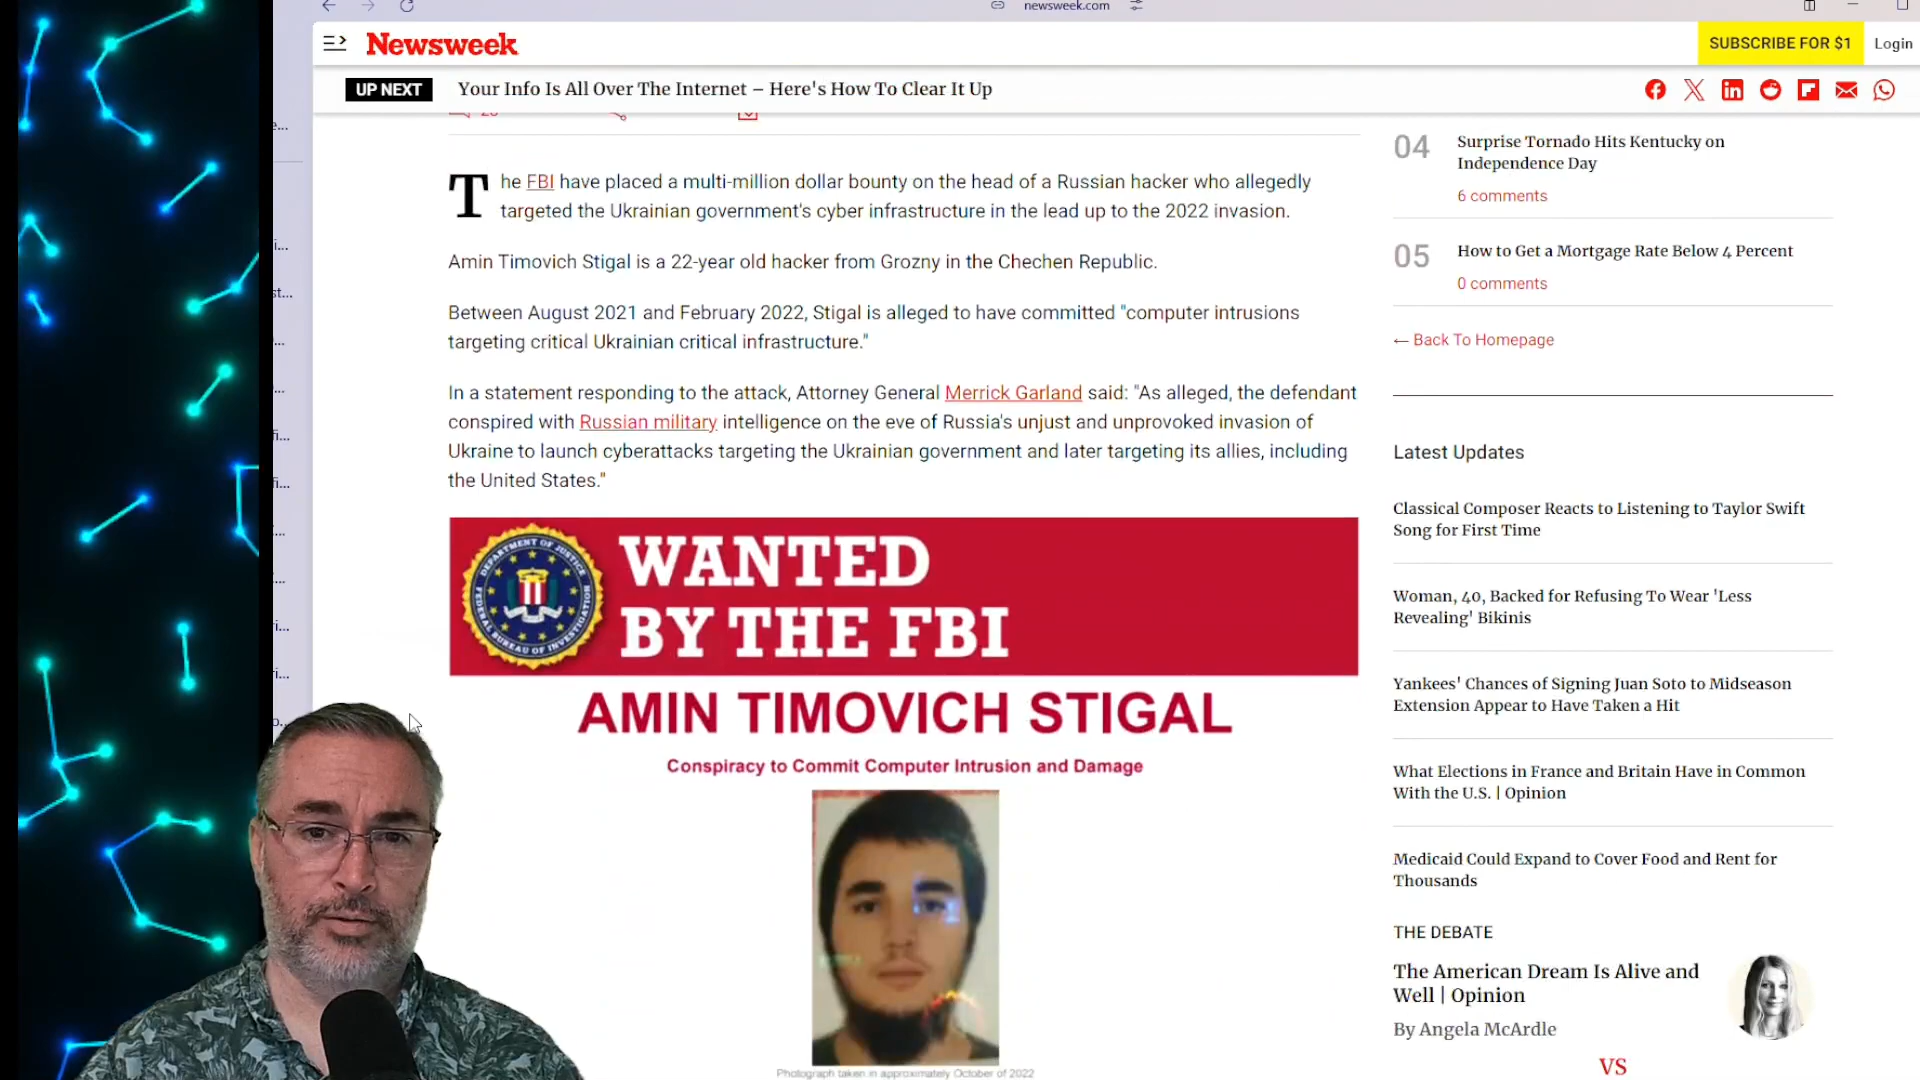 newsweek.com
Newsweek
SUBSCRIBE FOR $1
Login
UP NEXT
Your Info Is All Over The Internet – Here's How To Clear It Up
The FBI have placed a multi-million dollar bounty on the head of a Russian hacker who allegedly
targeted the Ukrainian government's cyber infrastructure in the lead up to the 2022 invasion.
Amin Timovich Stigal is a 22-year old hacker from Grozny in the Chechen Republic.
Between August 2021 and February 2022, Stigal is alleged to have committed "computer intrusions
targeting critical Ukrainian critical infrastructure."
In a statement responding to the attack, Attorney General Merrick Garland said: "As alleged, the defendant
conspired with Russian military intelligence on the eve of Russia's unjust and unprovoked invasion of
Ukraine to launch cyberattacks targeting the Ukrainian government and later targeting its allies, including
the United States."
DEPARTMENT OF JUSTICE
FEDERAL BUREAU OF INVESTIGATION
WANTED
BY THE FBI
AMIN TIMOVICH STIGAL
Conspiracy to Commit Computer Intrusion and Damage
Photograph taken in approximately October of 2022
04
Surprise Tornado Hits Kentucky on
Independence Day
6 comments
05
How to Get a Mortgage Rate Below 4 Percent
0 comments
← Back To Homepage
Latest Updates
Classical Composer Reacts to Listening to Taylor Swift
Song for First Time
Woman, 40, Backed for Refusing To Wear 'Less
Revealing' Bikinis
Yankees' Chances of Signing Juan Soto to Midseason
Extension Appear to Have Taken a Hit
What Elections in France and Britain Have in Common
With the U.S. | Opinion
Medicaid Could Expand to Cover Food and Rent for
Thousands
THE DEBATE
The American Dream Is Alive and
Well | Opinion
By Angela McArdle
VS